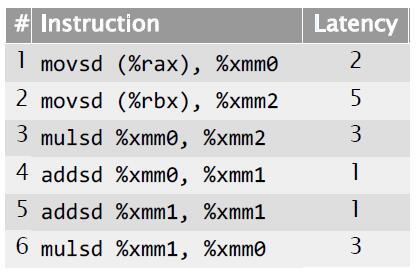 # Instruction Latency
1 movsd (%rax), %xmm0 2
2 movsd (%rbx), %xmm2 5
3 mulsd %xmm0, %xmm2 3
4 addsd %xmm0, %xmm1 1
5 addsd %xmm1, %xmm1 1
6 mulsd %xmm1, %xmm0 3